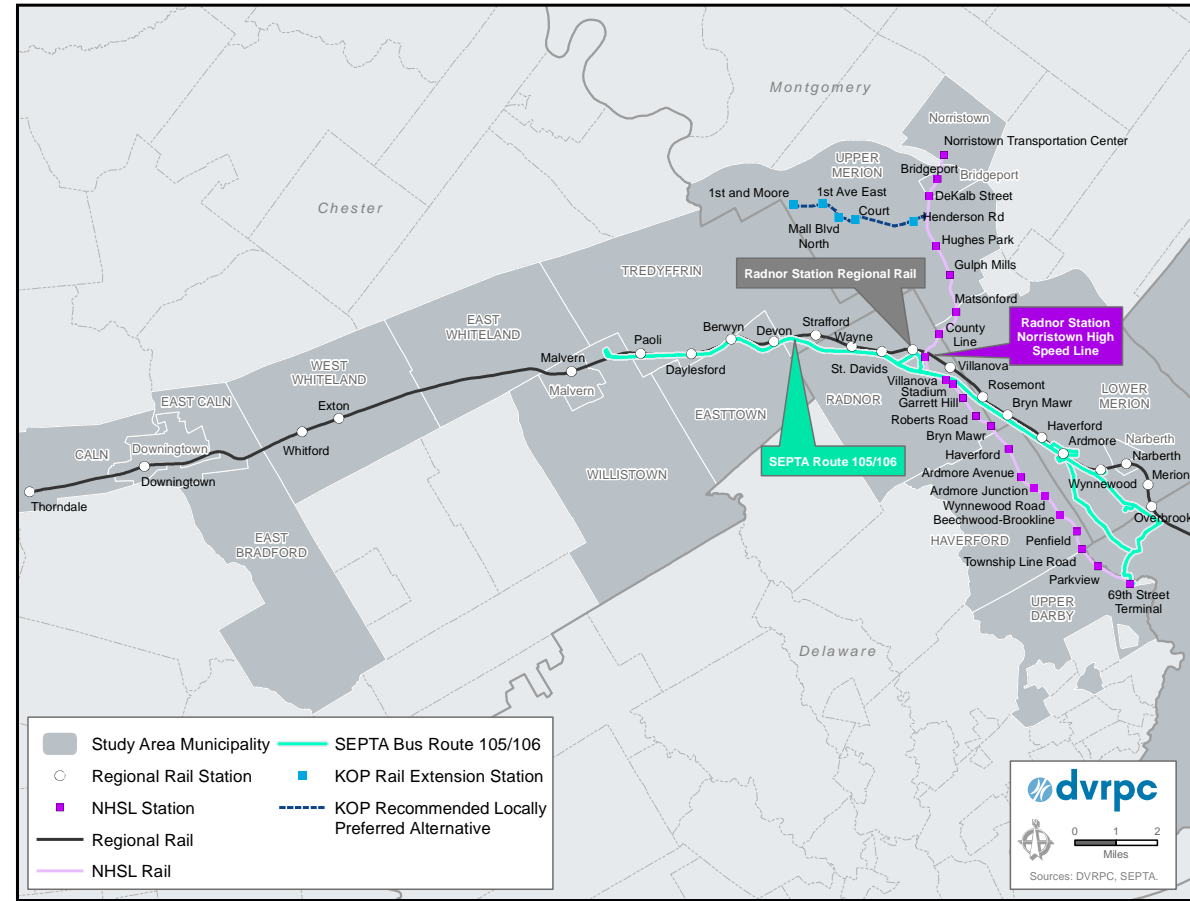 Montgomery
Norristown
Norristown Transportation Center
UPPER
MERION
Bridgeport
Bridgeport
1st and Moore
1st Ave East
DeKalb Street
Chester
Court
Henderson Rd
Mall Blvd
North
Hughes Park
TREDYFFRIN
Radnor Station Regional Rail
Gulph Mills
Matsonford
EAST
WHITELAND
Berwyn
Devon
Strafford
Wayne
County
Line
Radnor Station
Norristown High
Speed Line
Paoli
Malvern
WEST
WHITELAND
Daylesford
St. Davids
Villanova
Malvern
Villanova
Stadium
Rosemont
LOWER
MERION
EAST CALN
Exton
EASTTOWN
RADNOR
Garrett Hill
Bryn Mawr
Roberts Road
Haverford
CALN
Downingtown
Whitford
Bryn Mawr
Ardmore
Narberth
Narberth
SEPTA Route 105/106
Haverford
Downingtown
WILLISTOWN
Ardmore Avenue
Wynnewood
Merion
Thorndale
Ardmore Junction
Wynnewood Road
Beechwood-Brookline
Overbrook
EAST
BRADFORD
HAVERFORD
Penfield
Township Line Road
Parkview
69th Street
Terminal
UPPER
DARBY
Delaware
Study Area Municipality
SEPTA Bus Route 105/106
Regional Rail Station
KOP Rail Extension Station
NHSL Station
KOP Recommended Locally
Preferred Alternative
Regional Rail
NHSL Rail
dvrpc
0 1 2
Miles
Sources: DVRPC, SEPTA.